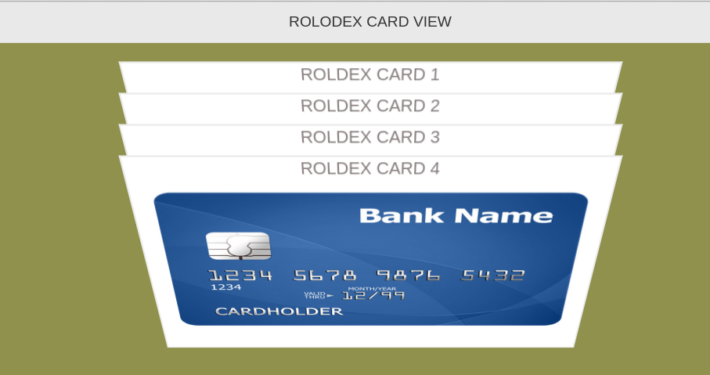 ROLODEX CARD VIEW
ROLDEX CARD 1
ROLDEX CARD 2
ROLDEX CARD 3
ROLDEX CARD 4
Bank Name
1234 5678 9876 5432
1234
MONTH/YEAR
VALID THRU 12/99
CARDHOLDER